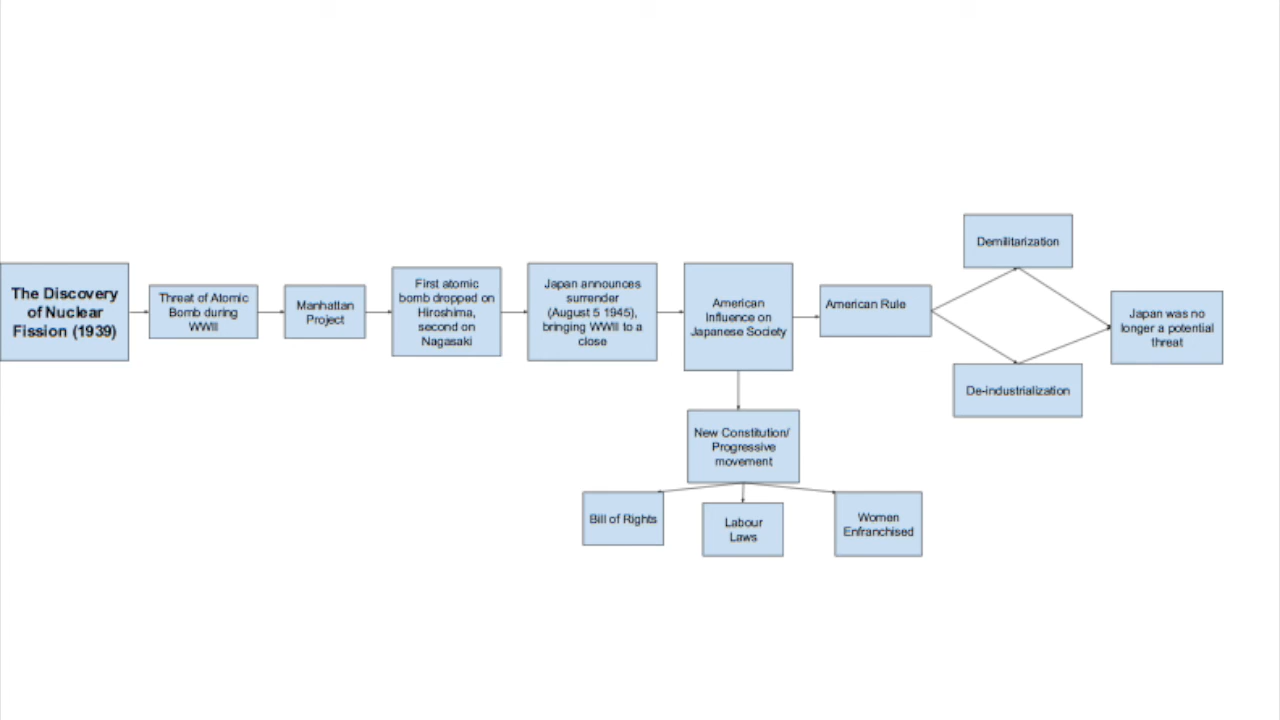 The Discovery
of Nuclear
Fission (1939)
Threat of Atomic
Bomb during
WWII
Manhattan
Project
First atomic
bomb dropped on
Hiroshima,
second on
Nagasaki
Japan announces
surrender
(August 5 1945),
bringing WWII to a
close
American
Influence on
Japanese Society
American Rule
Demilitarization
De-industrialization
Japan was no
longer a potential
threat
New Constitution/
Progressive
movement
Bill of Rights
Labour
Laws
Women
Enfranchised